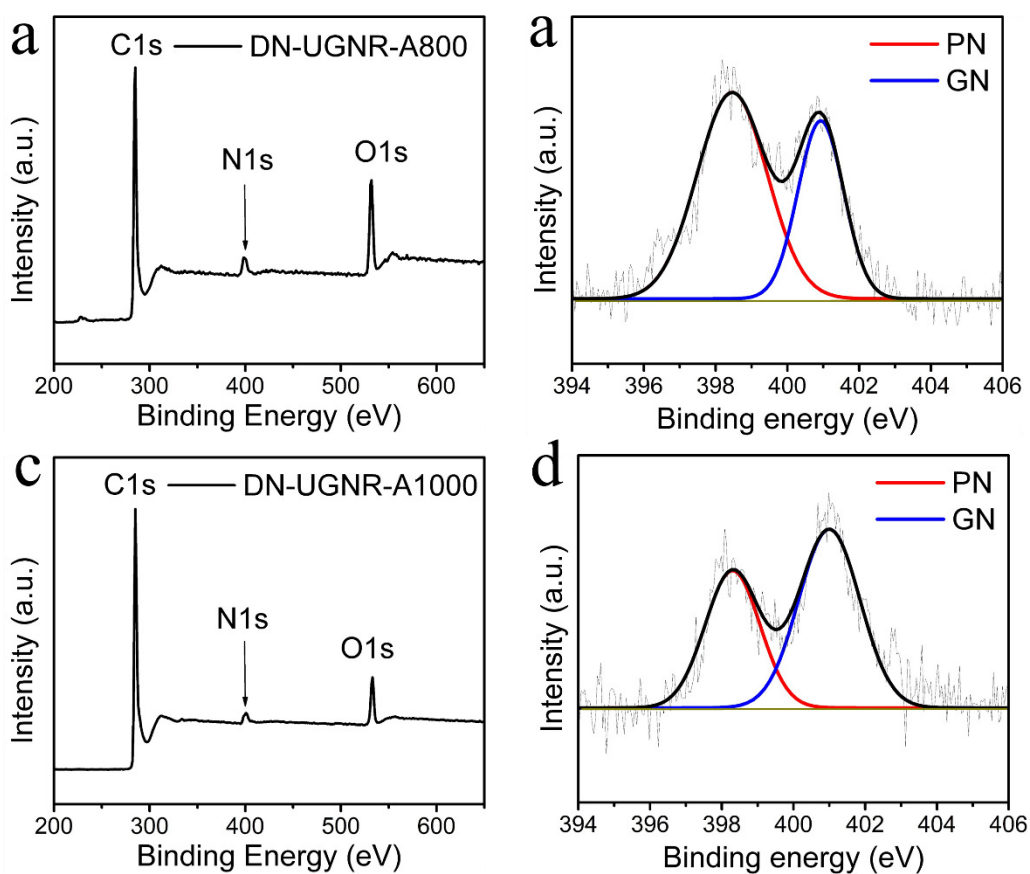 a
C1s
DN-UGNR-A800
N1s
O1s
Intensity (a.u.)
200 300 400 500 600
Binding Energy (eV)
a
PN
GN
Intensity (a.u.)
394 396 398 400 402 404 406
Binding energy (eV)
c
C1s
DN-UGNR-A1000
N1s
O1s
Intensity (a.u.)
200 300 400 500 600
Binding Energy (eV)
d
PN
GN
Intensity (a.u.)
394 396 398 400 402 404 406
Binding energy (eV)